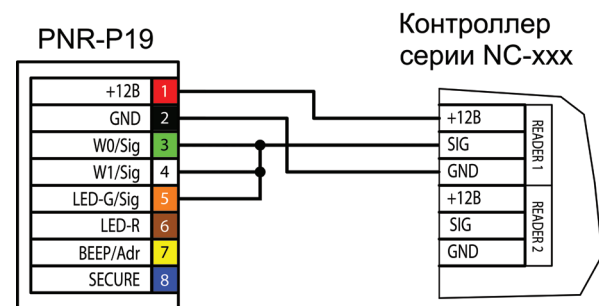 PNR-P19
+12В 1
GND 2
W0/Sig 3
W1/Sig 4
LED-G/Sig 5
LED-R 6
BEEP/Adr 7
SECURE 8
Контроллер
серии NC-xxx
+12В
SIG
GND
READER 1
+12В
SIG
GND
READER 2